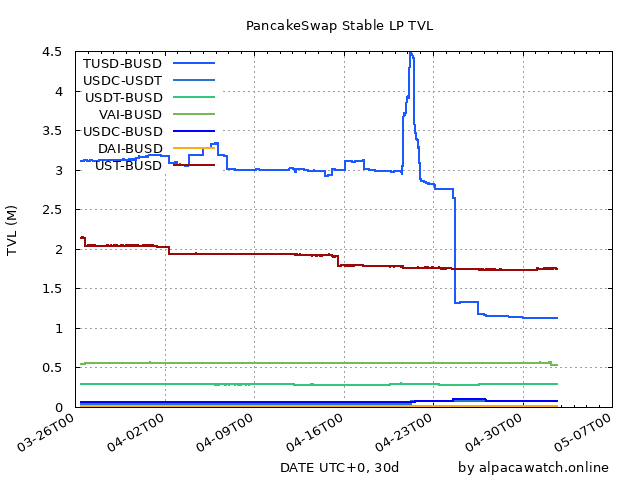 PancakeSwap Stable LP TVL
4.5
4
3.5
3
2.5
2
1.5
1
0.5
0
TVL (M)
TUSD-BUSD
USDC-USDT
USDT-BUSD
VAI-BUSD
USDC-BUSD
DAI-BUSD
UST-BUSD
03-26T00
04-02T00
04-09T00
04-16T00
04-23T00
04-30T00
05-07T00
DATE UTC+0, 30d
by alpacawatch.online